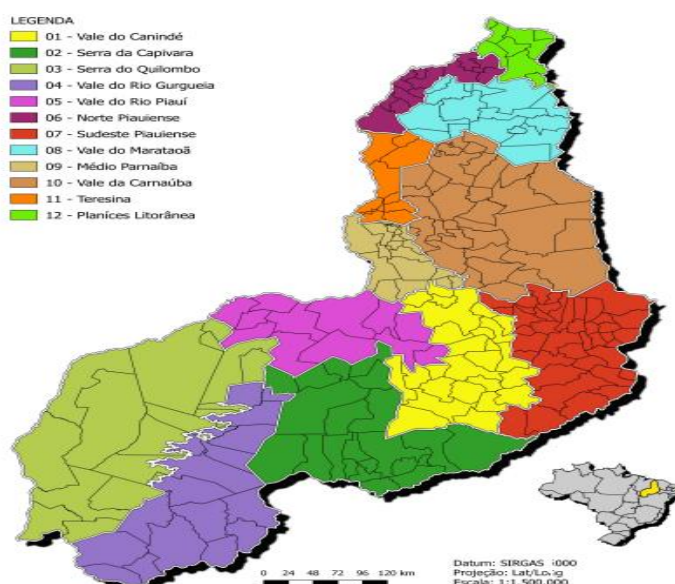 LEGENDA
01 - Vale do Canindé
02 - Serra da Capivara
03 - Serra do Quilombo
04 - Vale do Rio Gurgueia
05 - Vale do Rio Piauí
06 - Norte Piauiense
07 - Sudeste Piauiense
08 - Vale do Marataoã
09 - Médio Parnaíba
10 - Vale da Carnaúba
11 - Teresina
12 - Planíces Litorânea
0 24 48 72 96 120 km
Datum: SIRGAS
Projeção:
Escala: 1:1.500.000